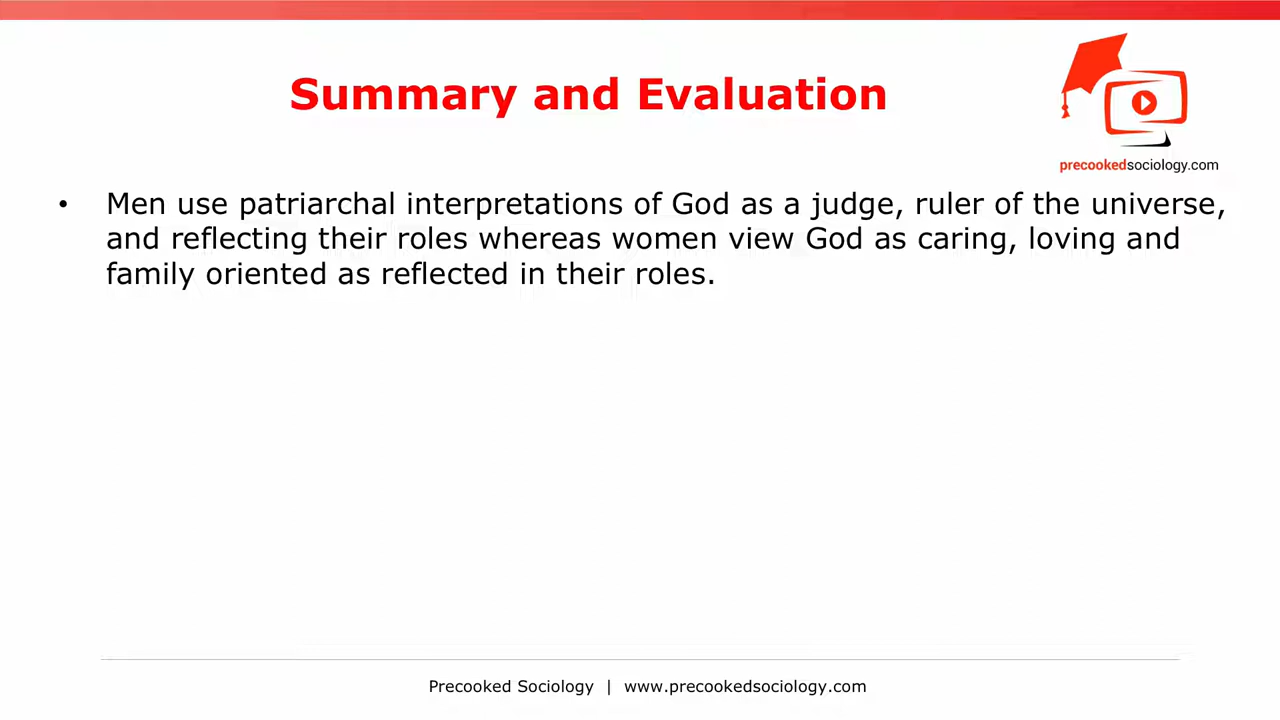 Summary and Evaluation
precookedsociology.com
• Men use patriarchal interpretations of God as a judge, ruler of the universe,
and reflecting their roles whereas women view God as caring, loving and
family oriented as reflected in their roles.
Precooked Sociology | www.precookedsociology.com